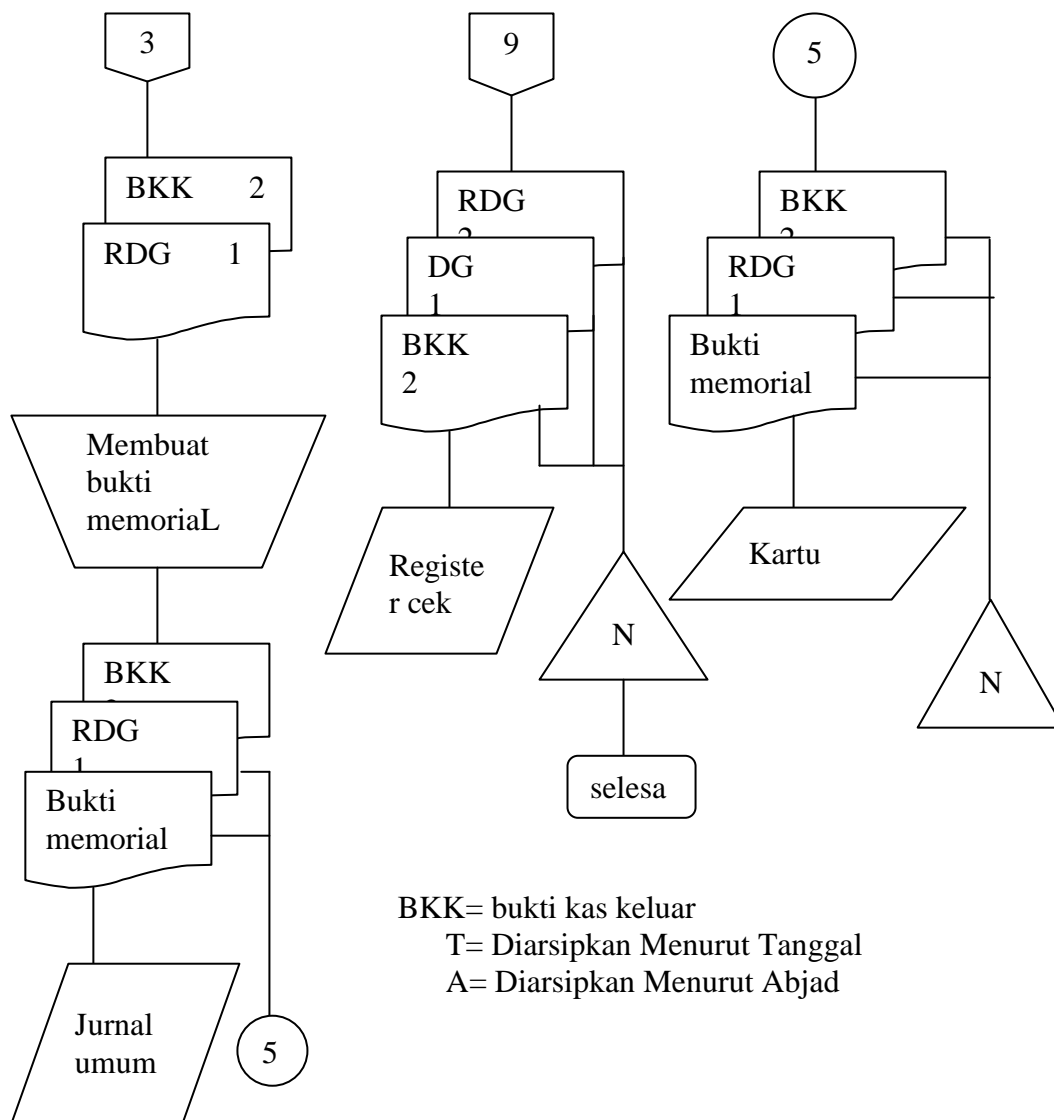 3
BKK 2
RDG 1
Membuat
bukti
memoriaL
BKK
RDG
1
Bukti
memorial
Jurnal
umum
5
9
RDG
DG
1
BKK
2
Registe
r cek
N
selesa
5
BKK
RDG
1
Bukti
memorial
Kartu
N
BKK= bukti kas keluar
T= Diarsipkan Menurut Tanggal
A= Diarsipkan Menurut Abjad